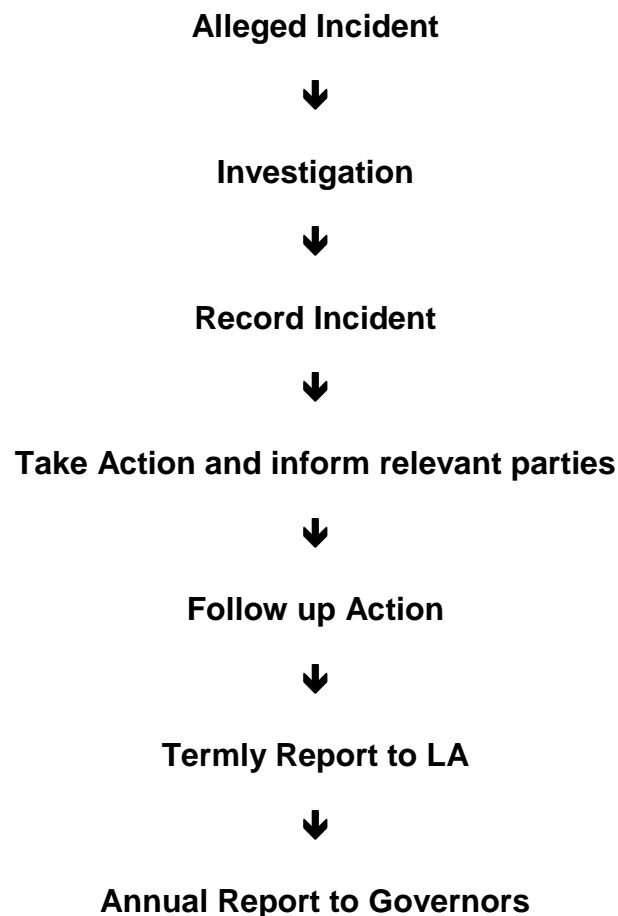 Alleged Incident
🡻
Investigation
🡻
Record Incident
🡻
Take Action and inform relevant parties
🡻
Follow up Action
🡻
Termly Report to LA
🡻
Annual Report to Governors